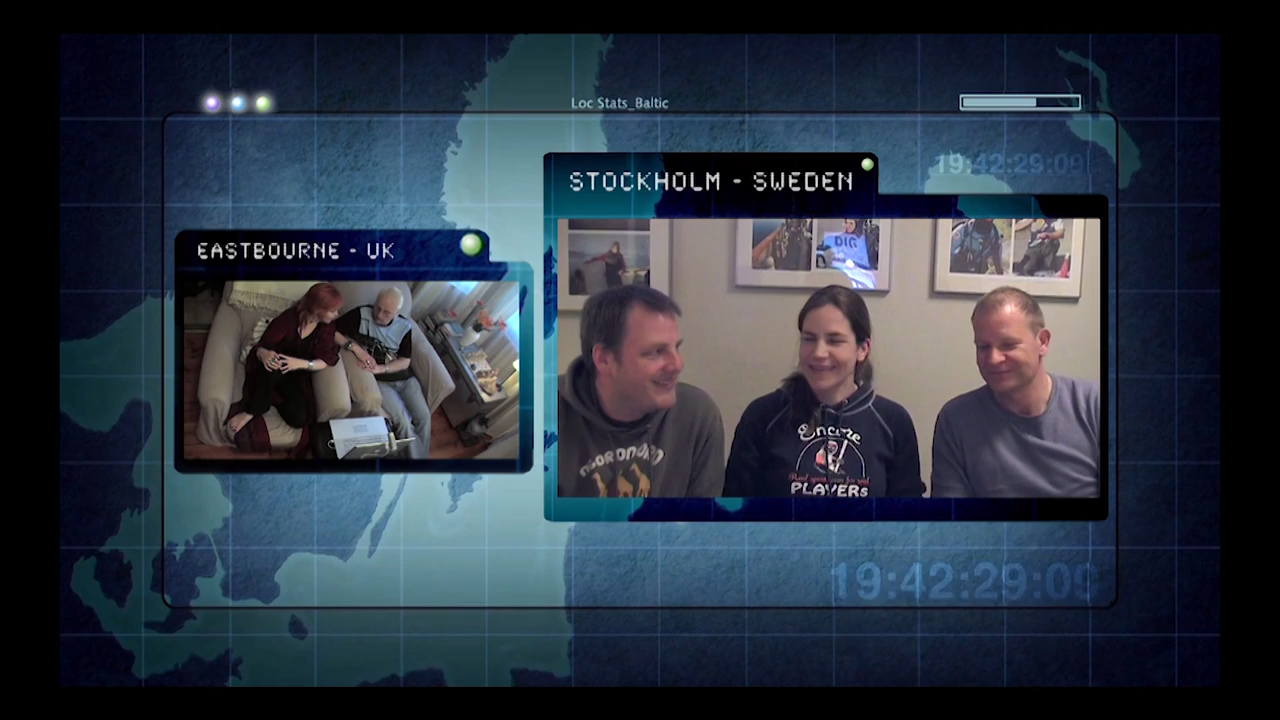 Loc Stats_Baltic
19:42:29:09
STOCKHOLM - SWEDEN
EASTBOURNE - UK
DIG
Encore
PLAYERS
19:42:29:09